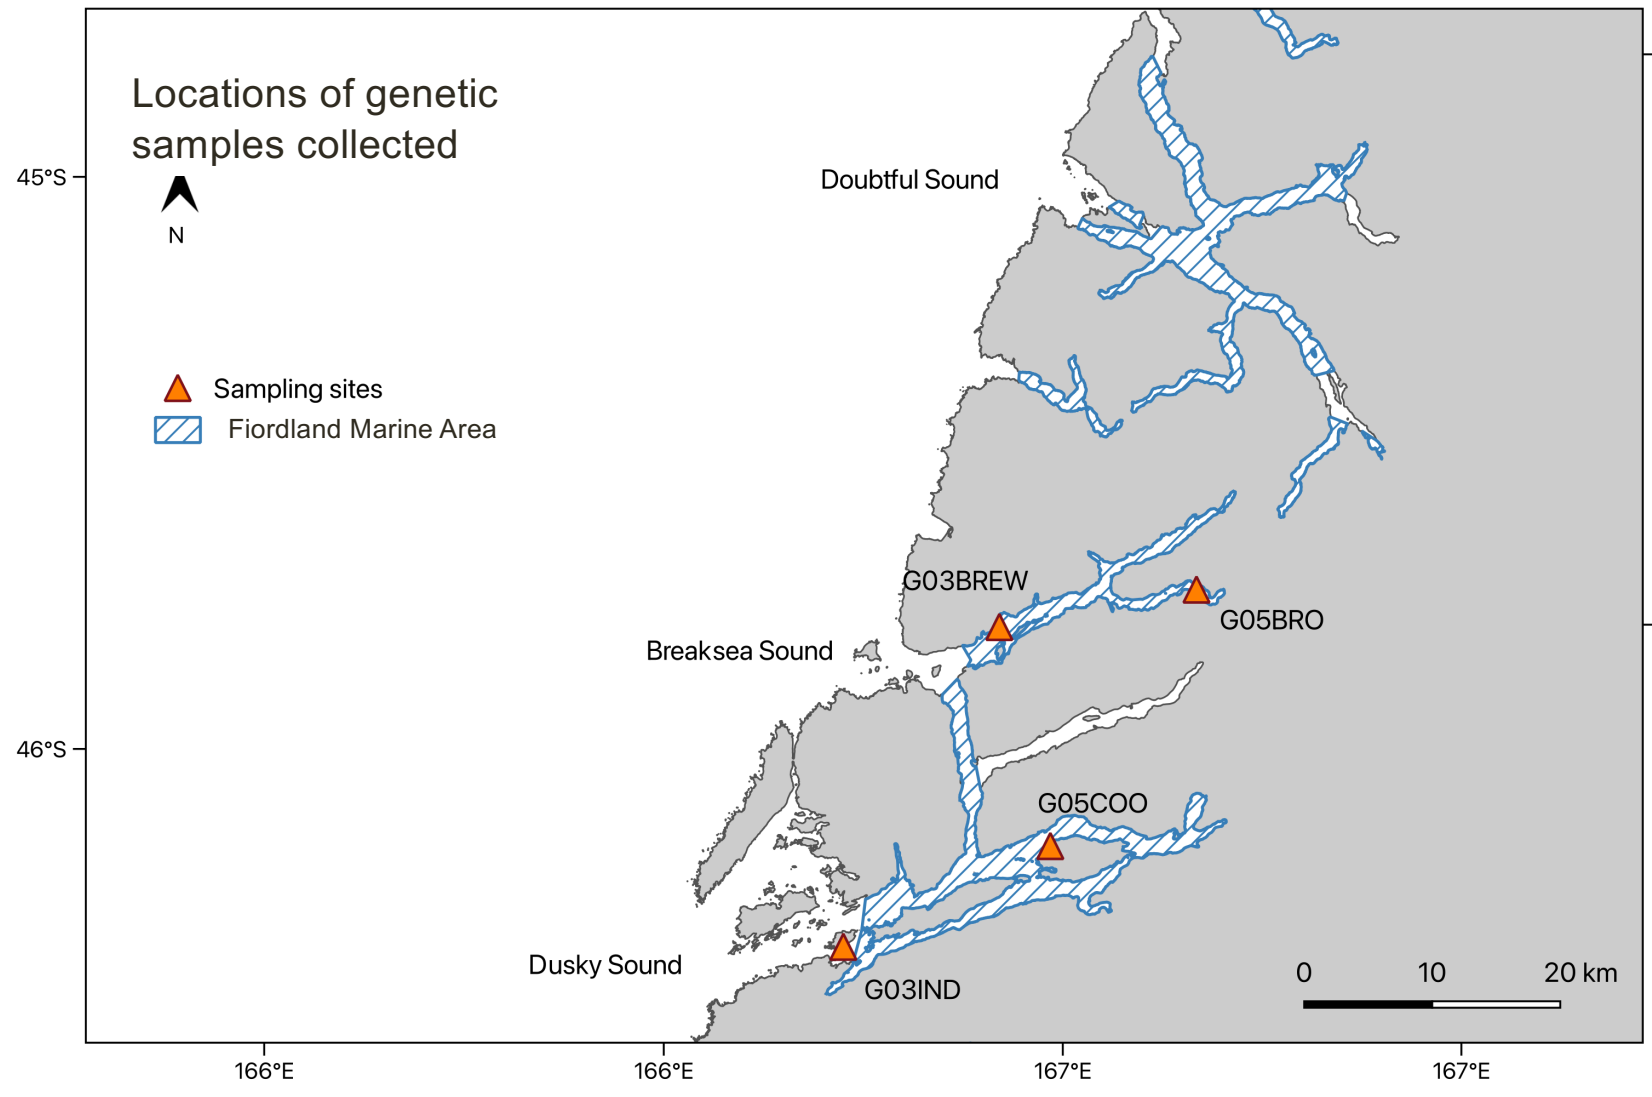 Locations of genetic
samples collected
45°S
Doubtful Sound
N
Sampling sites
Fiordland Marine Area
G03BREW
G05BRO
Breaksea Sound
46°S
G05COO
Dusky Sound
G03IND
0 10 20 km
166°E 166°E 167°E 167°E